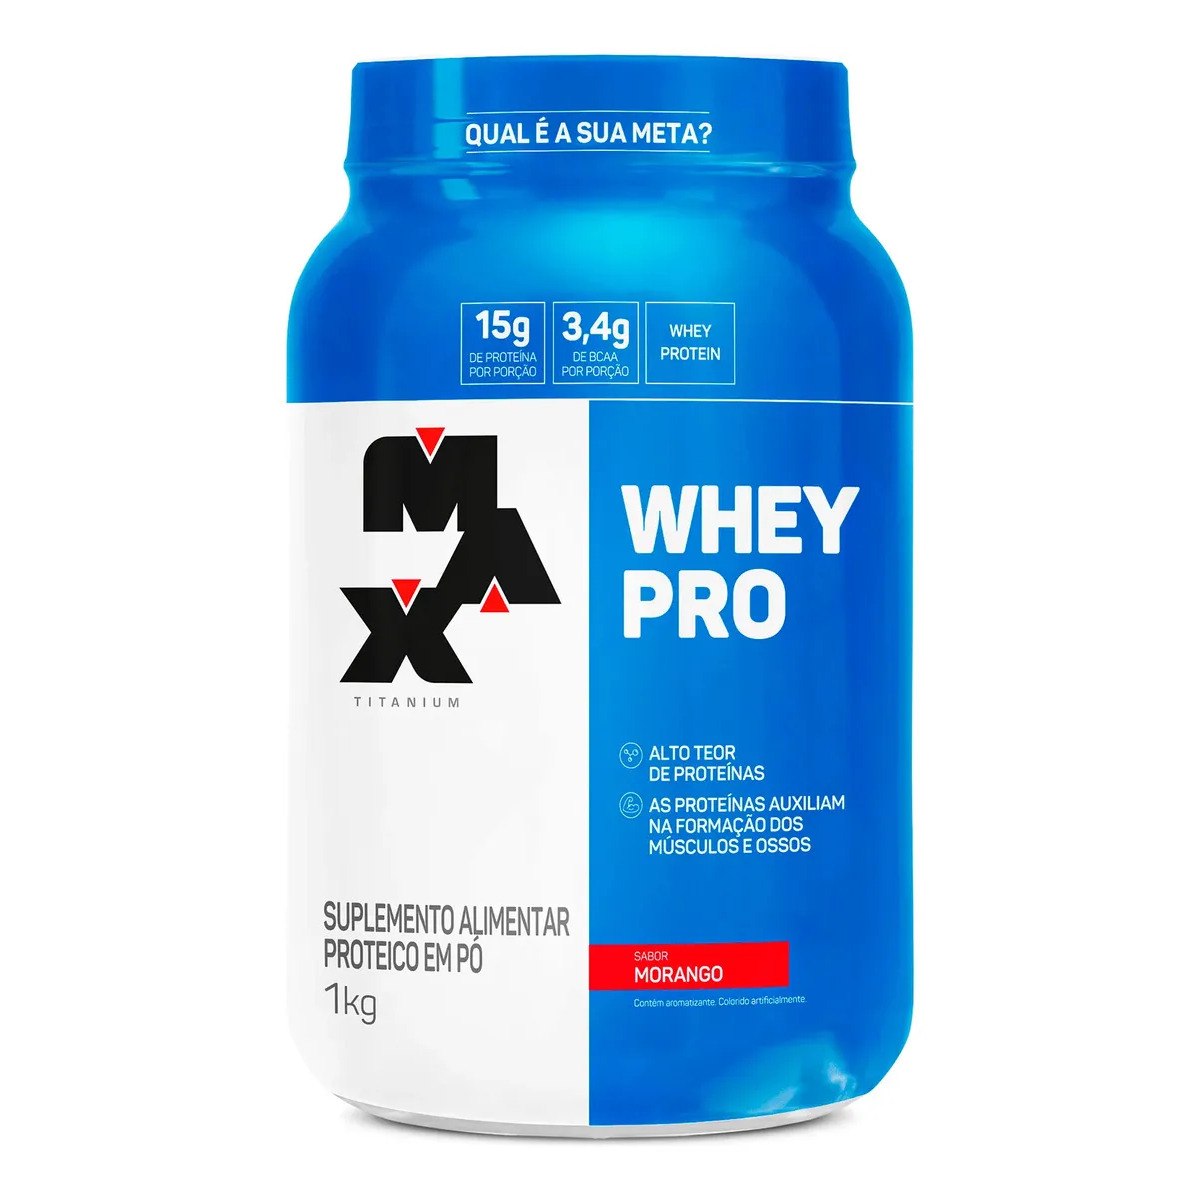 QUAL É A SUA META?
15g
DE PROTEÍNA
POR PORÇÃO
3,4g
DE BCAA
POR PORÇÃO
WHEY
PROTEIN
MAX
TITANIUM
WHEY
PRO
ALTO TEOR
DE PROTEÍNAS
AS PROTEÍNAS AUXILIAM
NA FORMAÇÃO DOS
MÚSCULOS E OSSOS
SUPLEMENTO ALIMENTAR
PROTEICO EM PÓ
1kg
SABOR
MORANGO
Contém aromatizante. Colorido artificialmente.